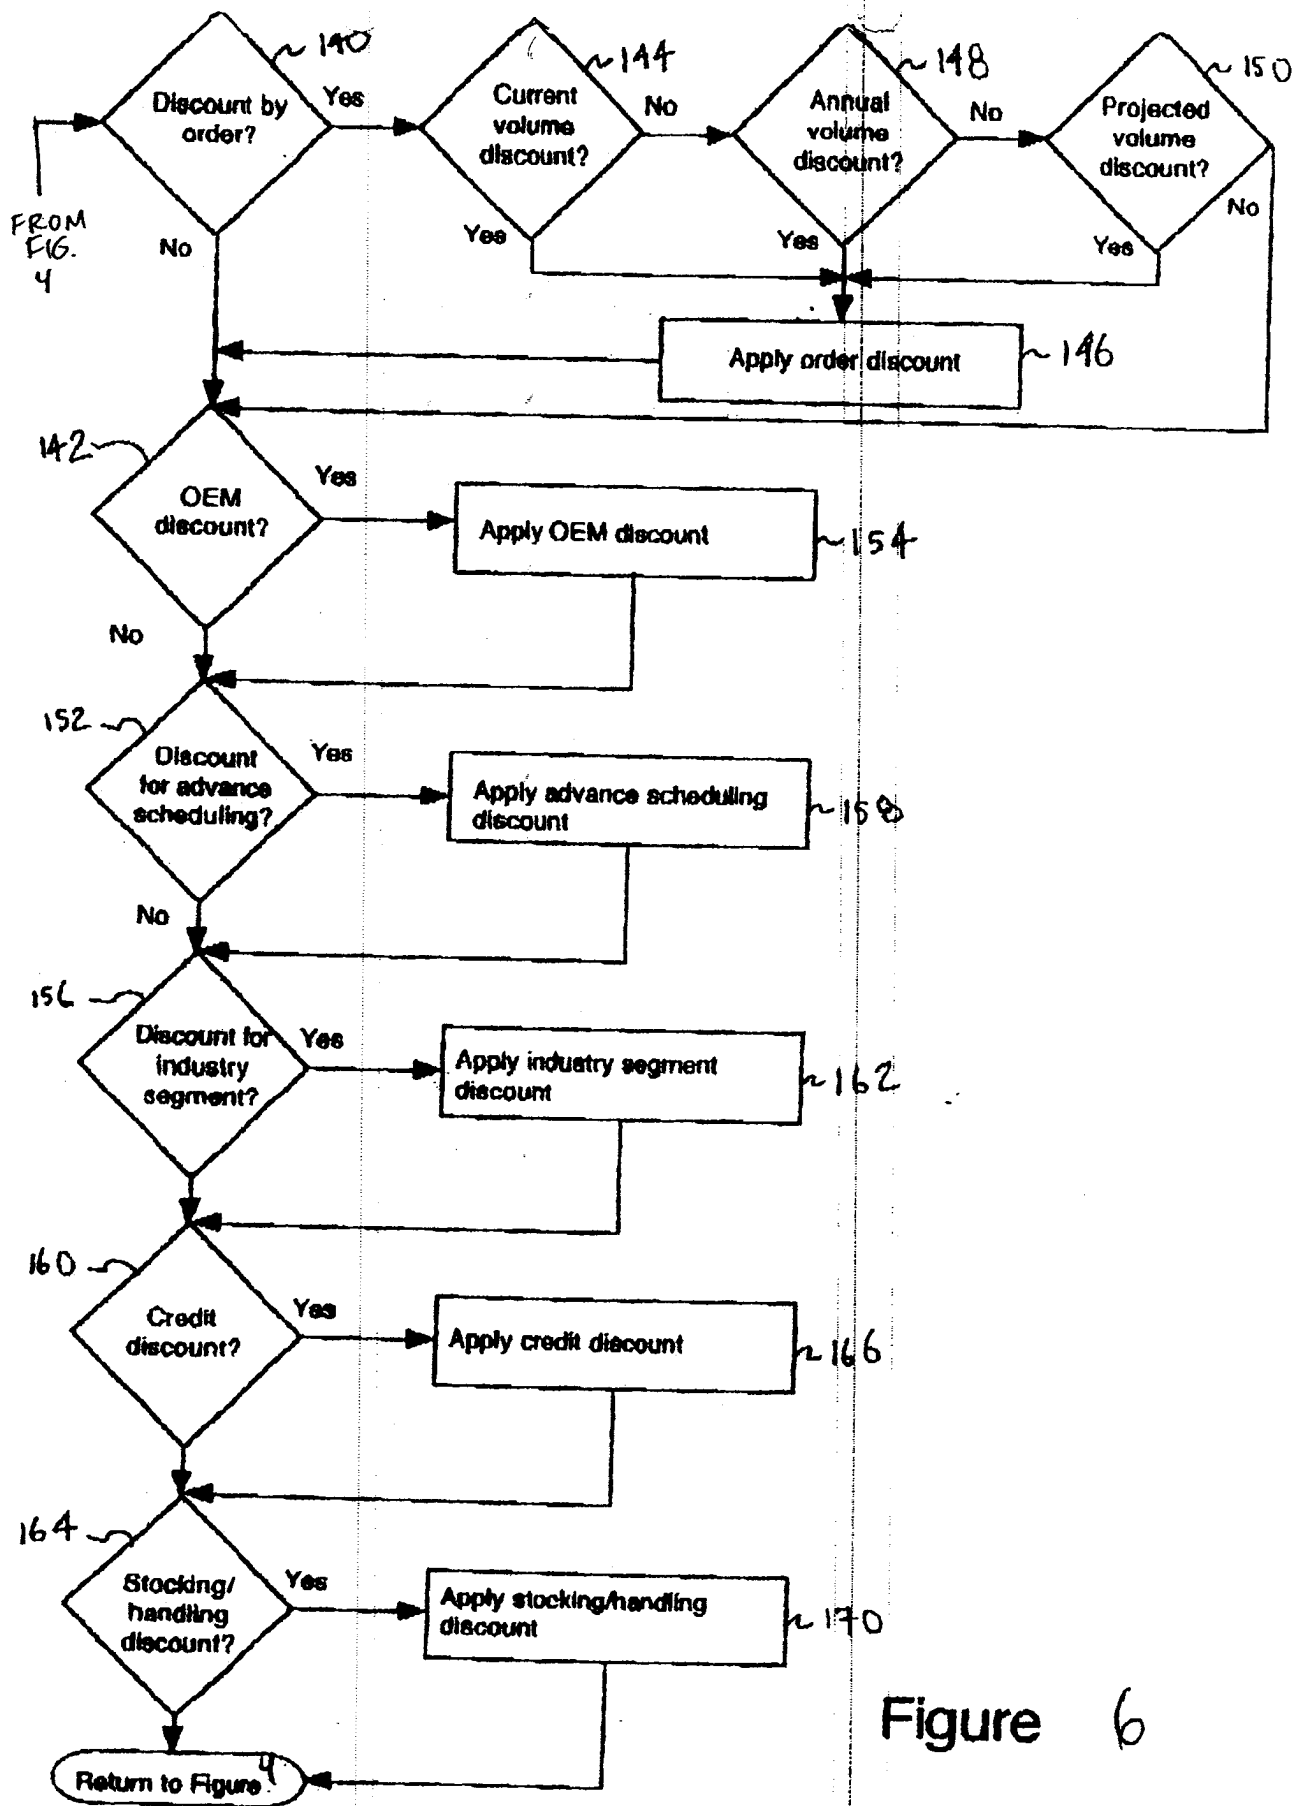 140
Discount by
order?
Yes
No
FROM
FIG.
4
144
Current
volume
discount?
No
Yes
148
Annual
volume
discount?
No
Yes
150
Projected
volume
discount?
No
Yes
Apply order discount
146
142
OEM
discount?
Yes
No
Apply OEM discount
154
152
Discount
for advance
scheduling?
Yes
No
Apply advance scheduling
discount
158
156
Discount for
industry
segment?
Yes
Apply industry segment
discount
162
160
Credit
discount?
Yes
Apply credit discount
166
164
Stocking/
handling
discount?
Yes
Apply stocking/handling
discount
170
Return to Figure 4
Figure 6